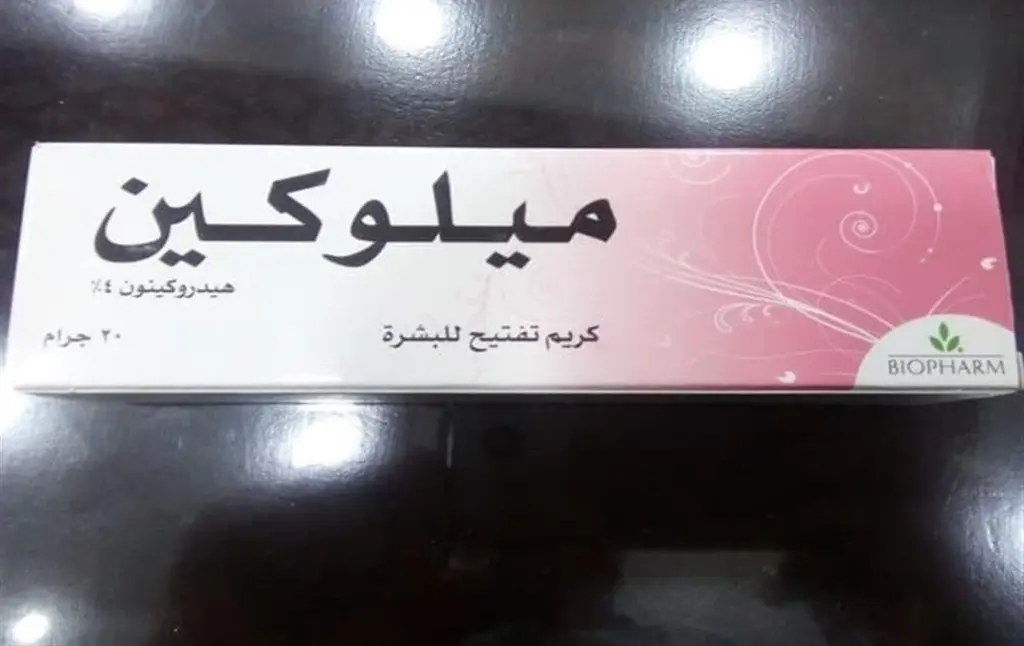 ميلوكين
هيدروكينون ٤٪
كريم تفتيح للبشرة
٢٠ جرام
BIOPHARM